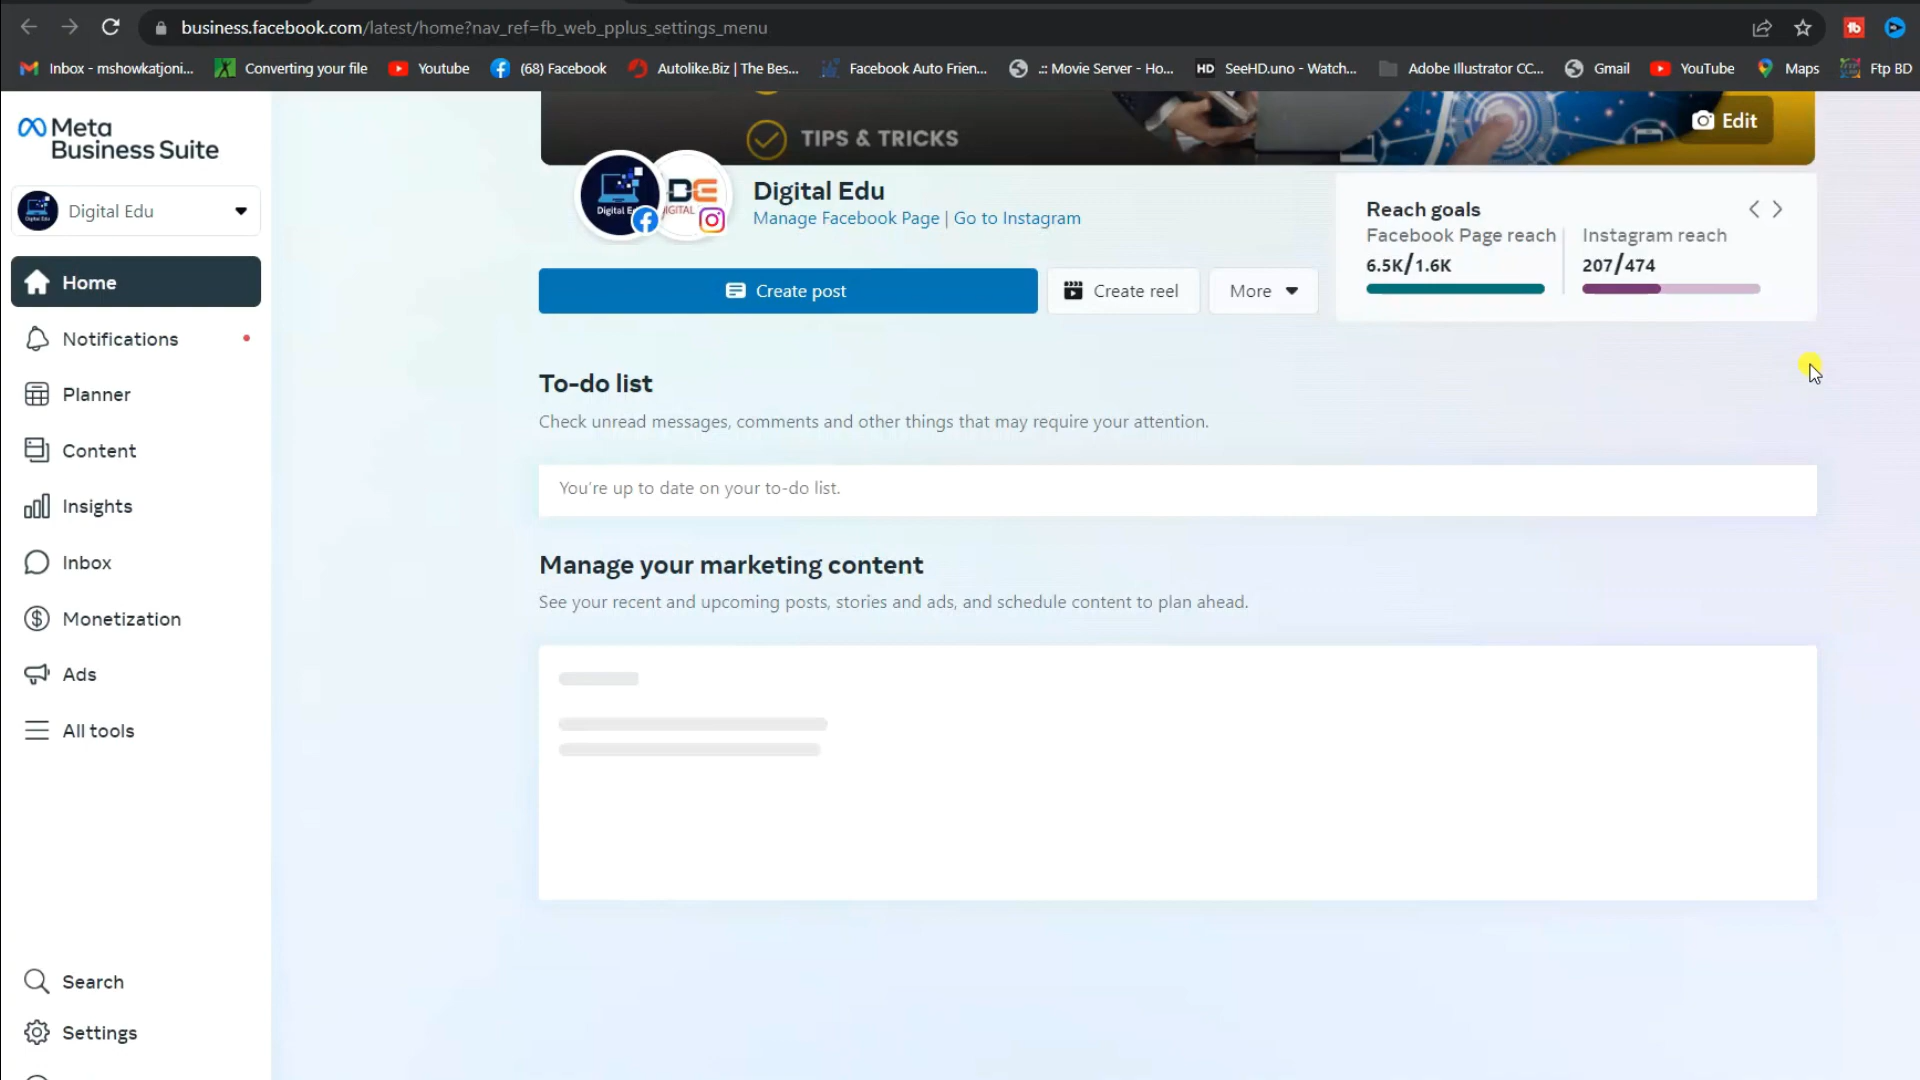 business.facebook.com/latest/home?nav_ref=fb_web_pplus_settings_menu
Inbox - mshowkatjoni... Converting your file Youtube (68) Facebook Autolike.Biz | The Bes... Facebook Auto Frien... .:: Movie Server - Ho... HD SeeHD.uno - Watch... Adobe Illustrator CC... Gmail YouTube Maps Ftp BD
Meta
Business Suite
Digital Edu
Home
Notifications
Planner
Content
Insights
Inbox
Monetization
Ads
All tools
Search
Settings
TIPS & TRICKS
Edit
Digital Edu
Manage Facebook Page | Go to Instagram
Create post
Create reel
More
Reach goals
Facebook Page reach
6.5K/1.6K
Instagram reach
207/474
To-do list
Check unread messages, comments and other things that may require your attention.
You're up to date on your to-do list.
Manage your marketing content
See your recent and upcoming posts, stories and ads, and schedule content to plan ahead.